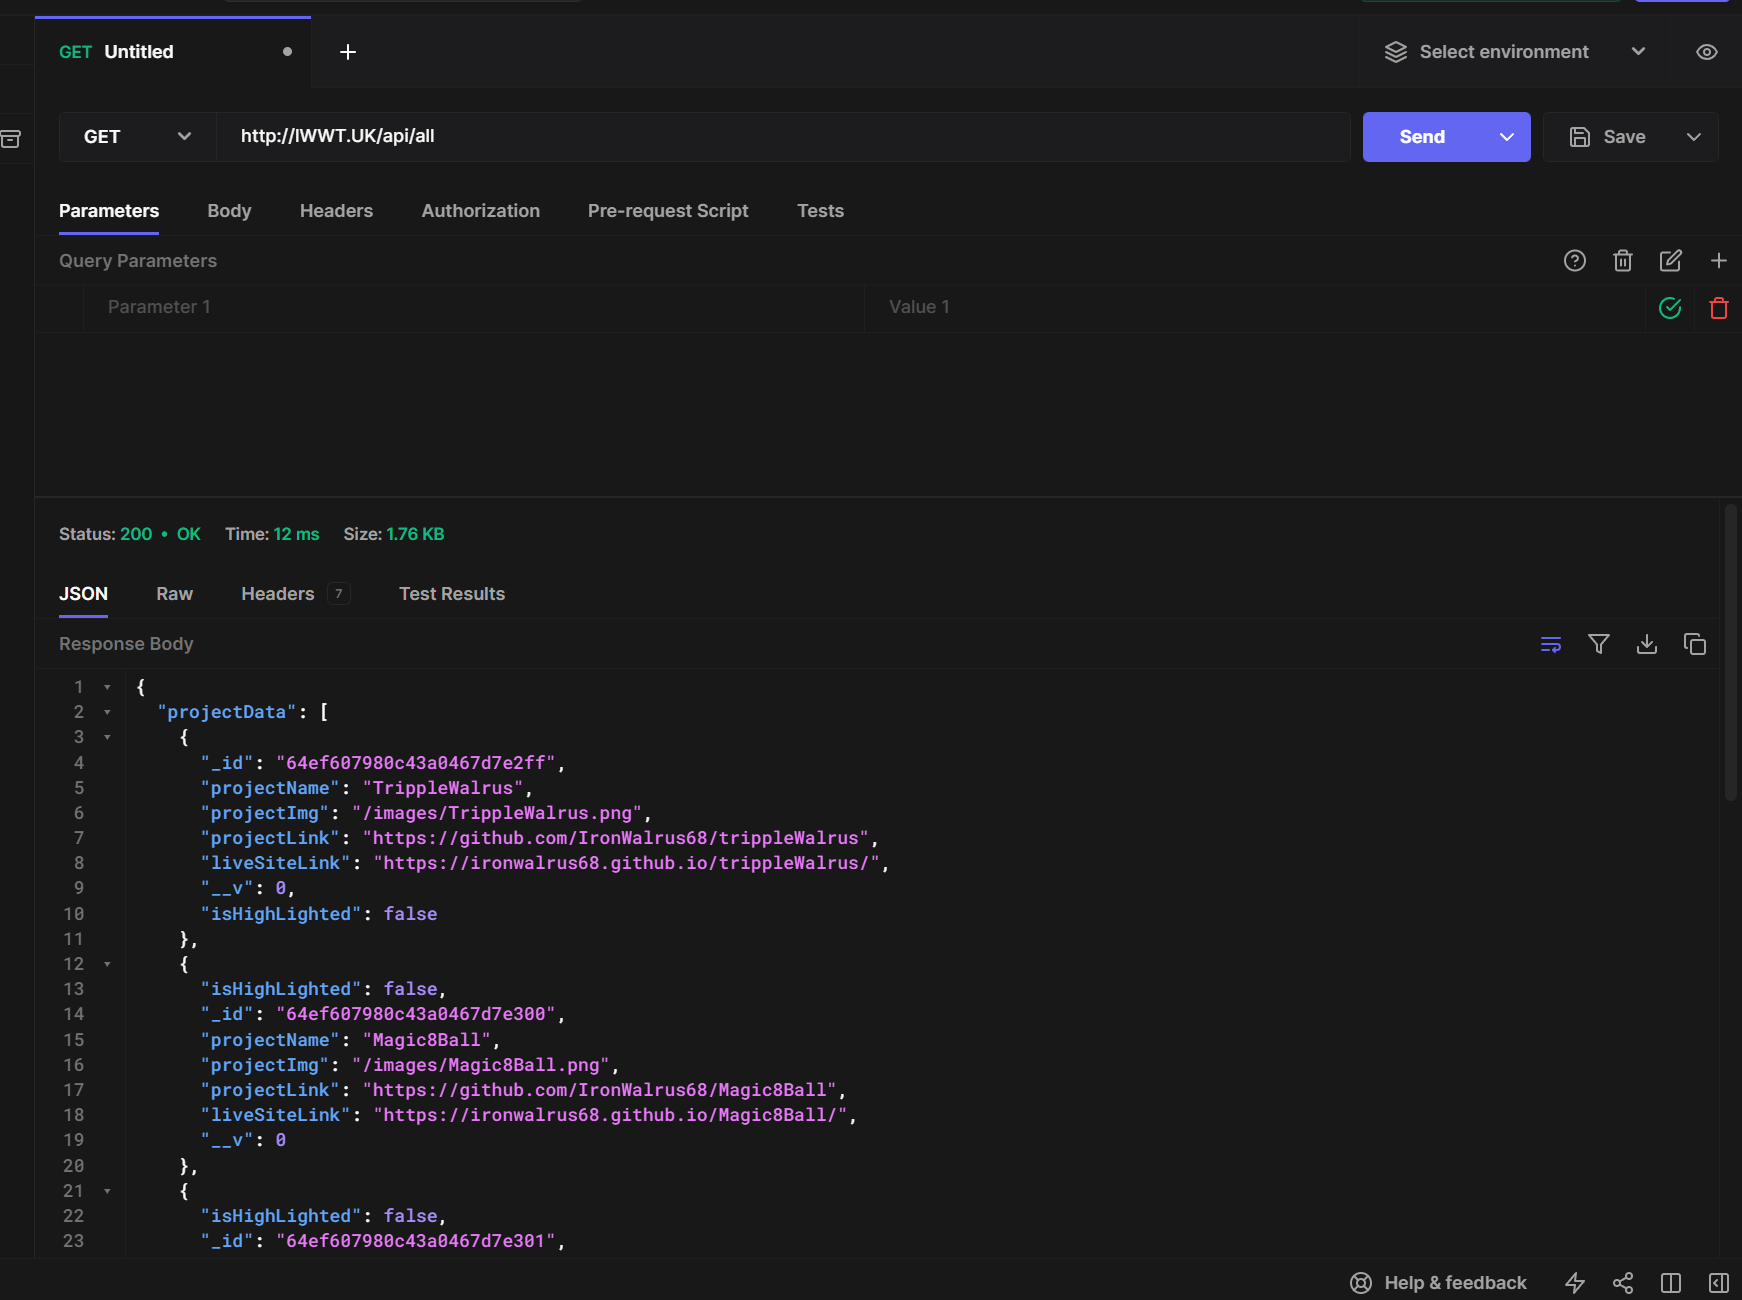 GET Untitled
Select environment
GET http://IWWT.UK/api/all Send Save
Parameters Body Headers Authorization Pre-request Script Tests
Query Parameters
Parameter 1 Value 1
Status: 200 • OK Time: 12 ms Size: 1.76 KB
JSON Raw Headers 7 Test Results
Response Body
1 {
2 "projectData": [
3 {
4 "_id": "64ef607980c43a0467d7e2ff",
5 "projectName": "TrippleWalrus",
6 "projectImg": "/images/TrippleWalrus.png",
7 "projectLink": "https://github.com/IronWalrus68/trippleWalrus",
8 "liveSiteLink": "https://ironwalrus68.github.io/trippleWalrus/",
9 "__v": 0,
10 "isHighLighted": false
11 },
12 {
13 "isHighLighted": false,
14 "_id": "64ef607980c43a0467d7e300",
15 "projectName": "Magic8Ball",
16 "projectImg": "/images/Magic8Ball.png",
17 "projectLink": "https://github.com/IronWalrus68/Magic8Ball",
18 "liveSiteLink": "https://ironwalrus68.github.io/Magic8Ball/",
19 "__v": 0
20 },
21 {
22 "isHighLighted": false,
23 "_id": "64ef607980c43a0467d7e301",
Help & feedback